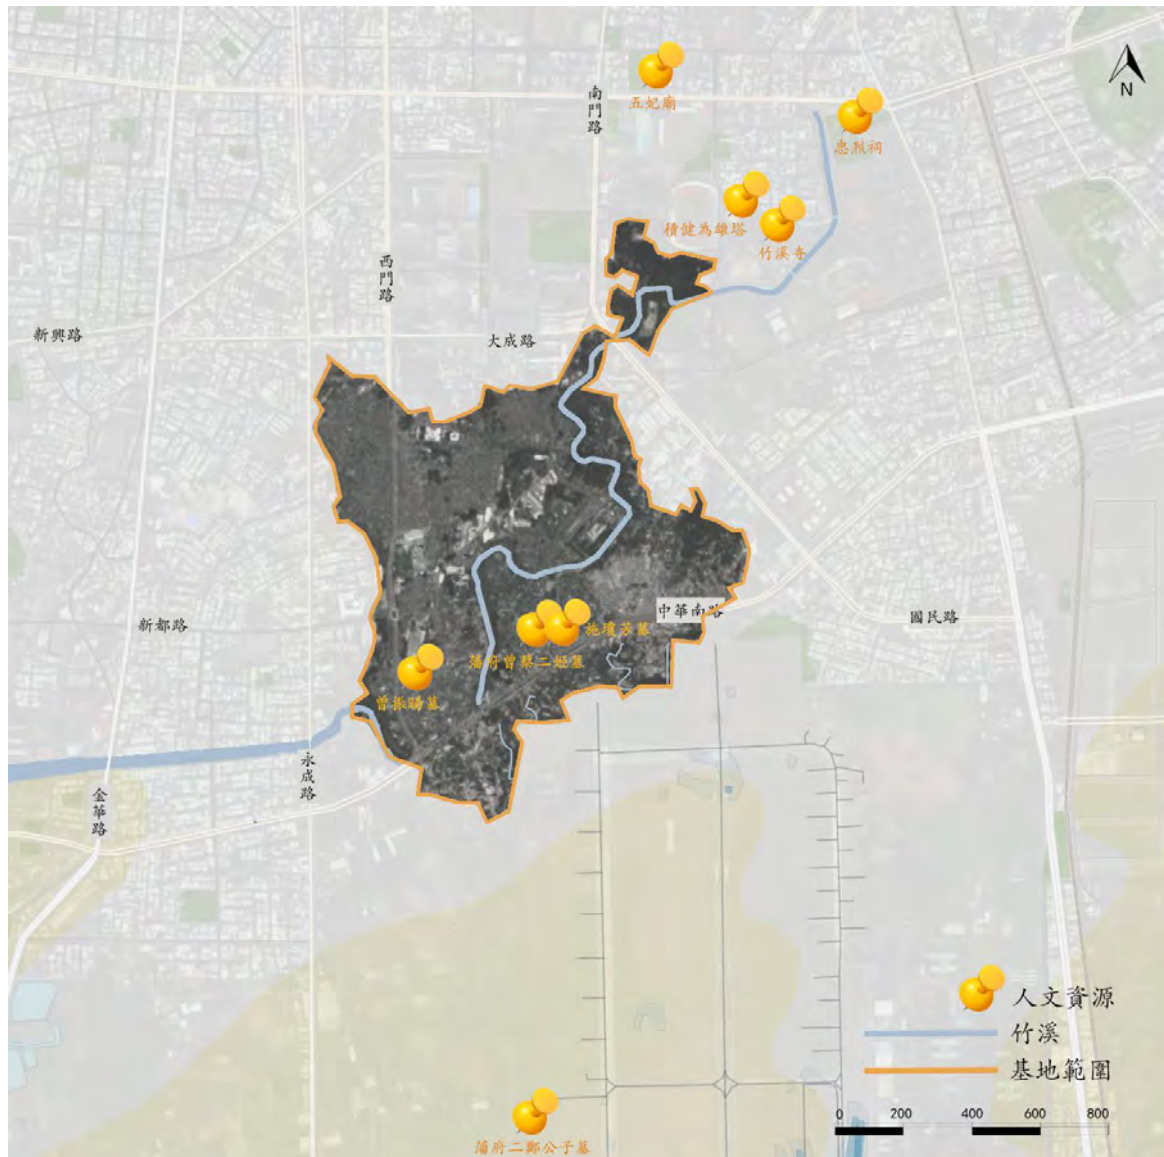 N
五妃廟
南門路
忠烈祠
積健為雄塔
竹溪寺
西門路
新興路
大成路
中華南路
國民路
新都路
施瓊芳墓
藩府曾蔡二姬墓
曾振暘墓
永成路
金華路
人文資源
竹溪
基地範圍
0 200 400 600 800
藩府二鄭公子墓